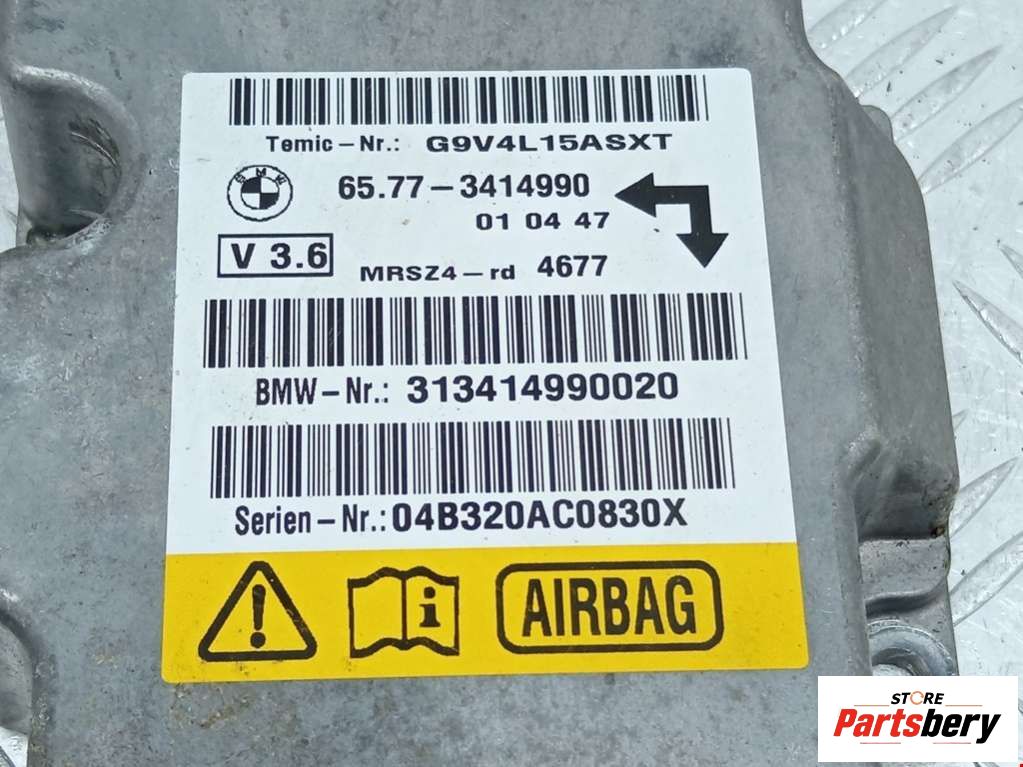 Temic-Nr.: G9V4L15ASXT
BMW
65.77-3414990
01 04 47
V 3.6
MRSZ4-rd 4677
BMW-Nr.: 313414990020
Serien-Nr.: 04B320AC0830X
! i AIRBAG
STORE
Partsbery